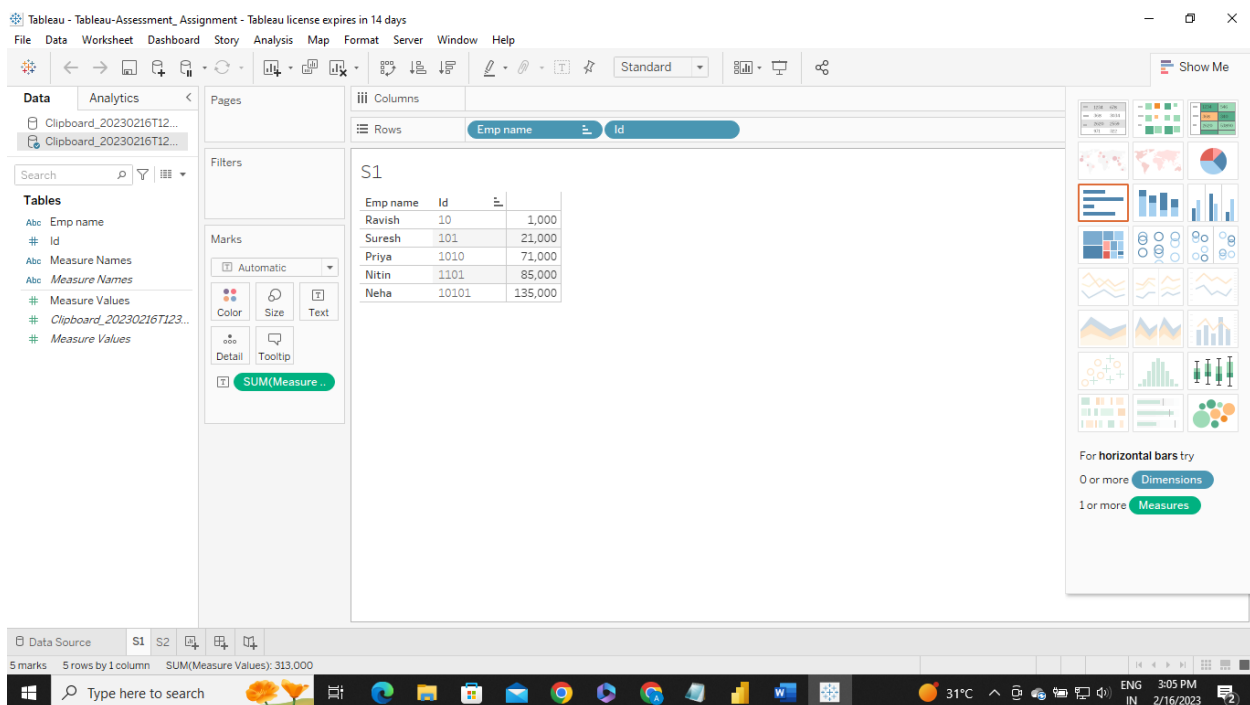 Tableau - Tableau-Assessment_ Assignment - Tableau license expires in 14 days
File Data Worksheet Dashboard Story Analysis Map Format Server Window Help
Standard
Show Me
Data Analytics
Clipboard_20230216T12...
Clipboard_20230216T12...
Search
Tables
Abc Emp name
# Id
Abc Measure Names
Abc Measure Names
# Measure Values
# Clipboard_20230216T123...
# Measure Values
Pages
Filters
Marks
T Automatic
Color Size Text
Detail Tooltip
T SUM(Measure ..
Columns
Rows Emp name Id
S1
Emp name Id
Ravish 10 1,000
Suresh 101 21,000
Priya 1010 71,000
Nitin 1101 85,000
Neha 10101 135,000
For horizontal bars try
0 or more Dimensions
1 or more Measures
Data Source S1 S2
5 marks 5 rows by 1 column SUM(Measure Values): 313,000
Type here to search
31°C
ENG
IN
3:05 PM
2/16/2023
2